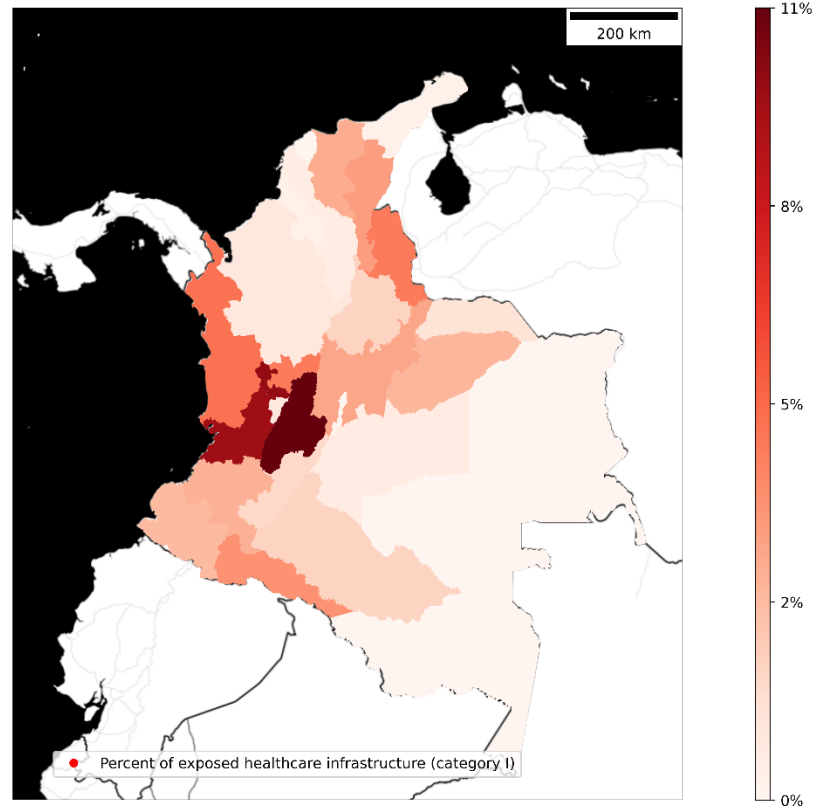 200 km
11%
8%
5%
2%
0%
Percent of exposed healthcare infrastructure (category I)